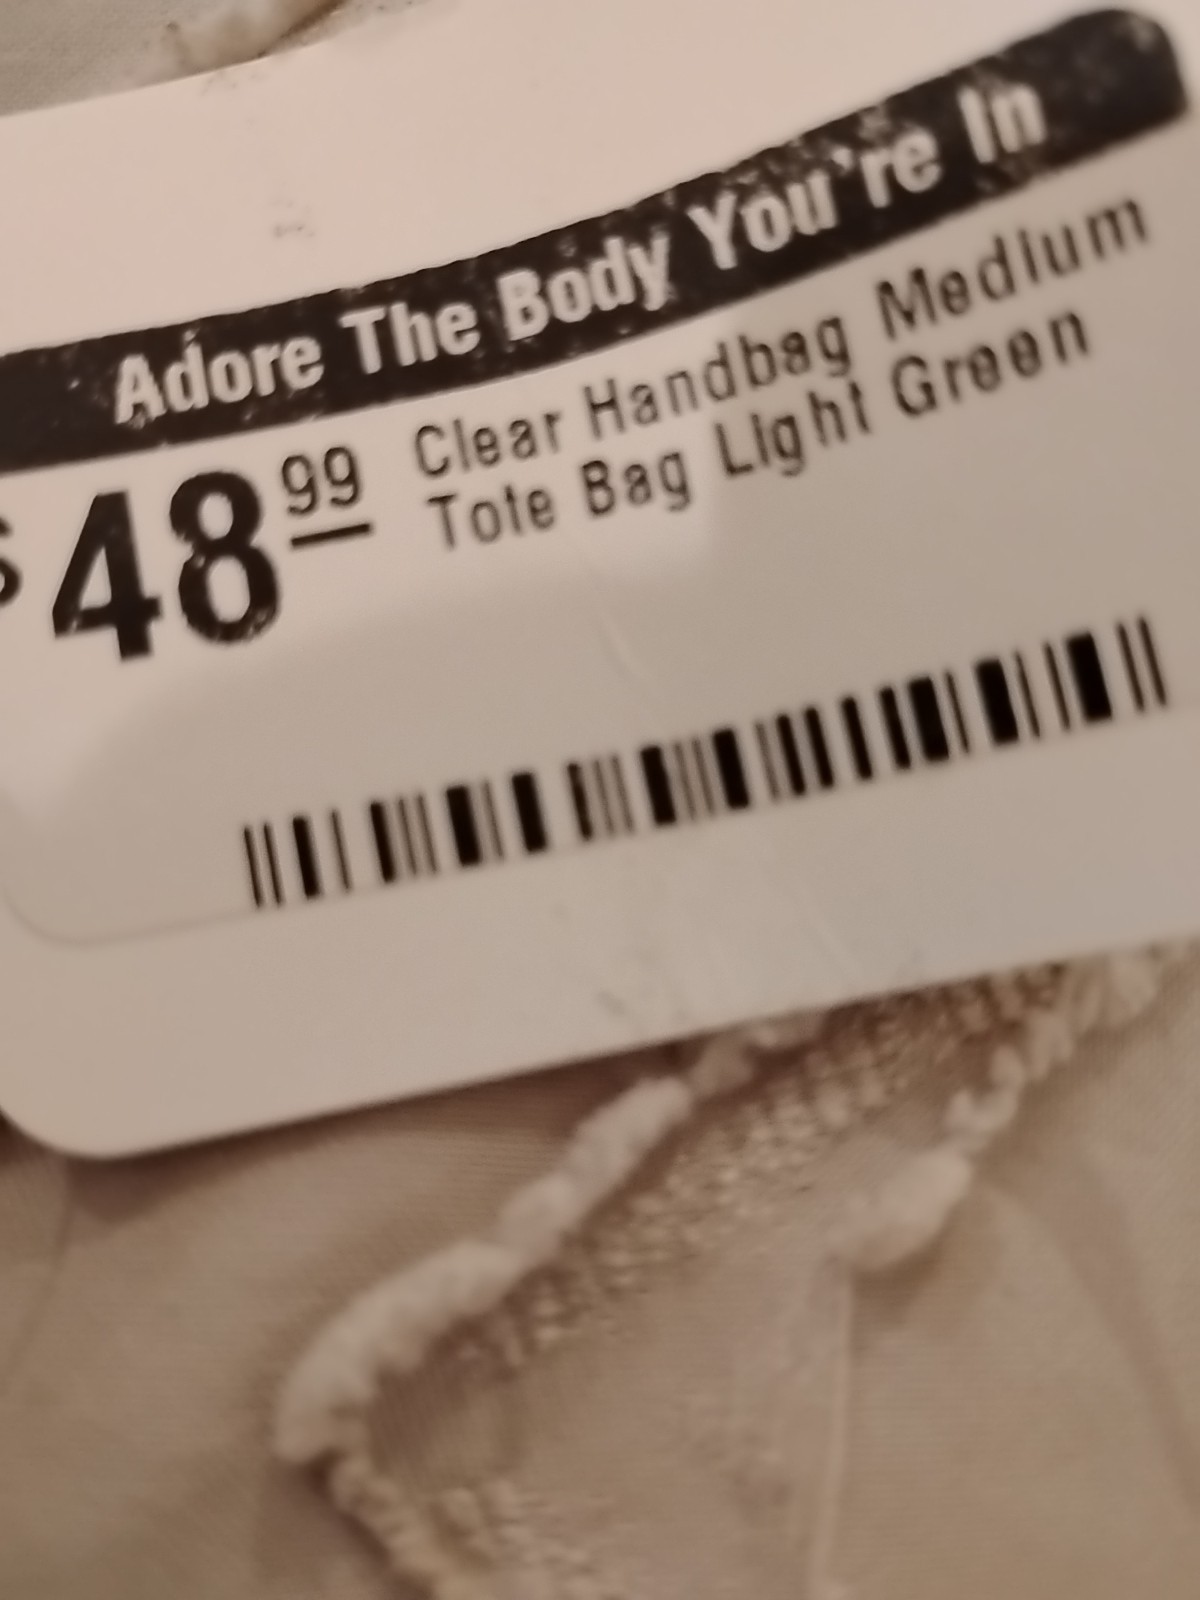 Adore The Body You're In
$48.99 Clear Handbag Medium
Tote Bag Light Green